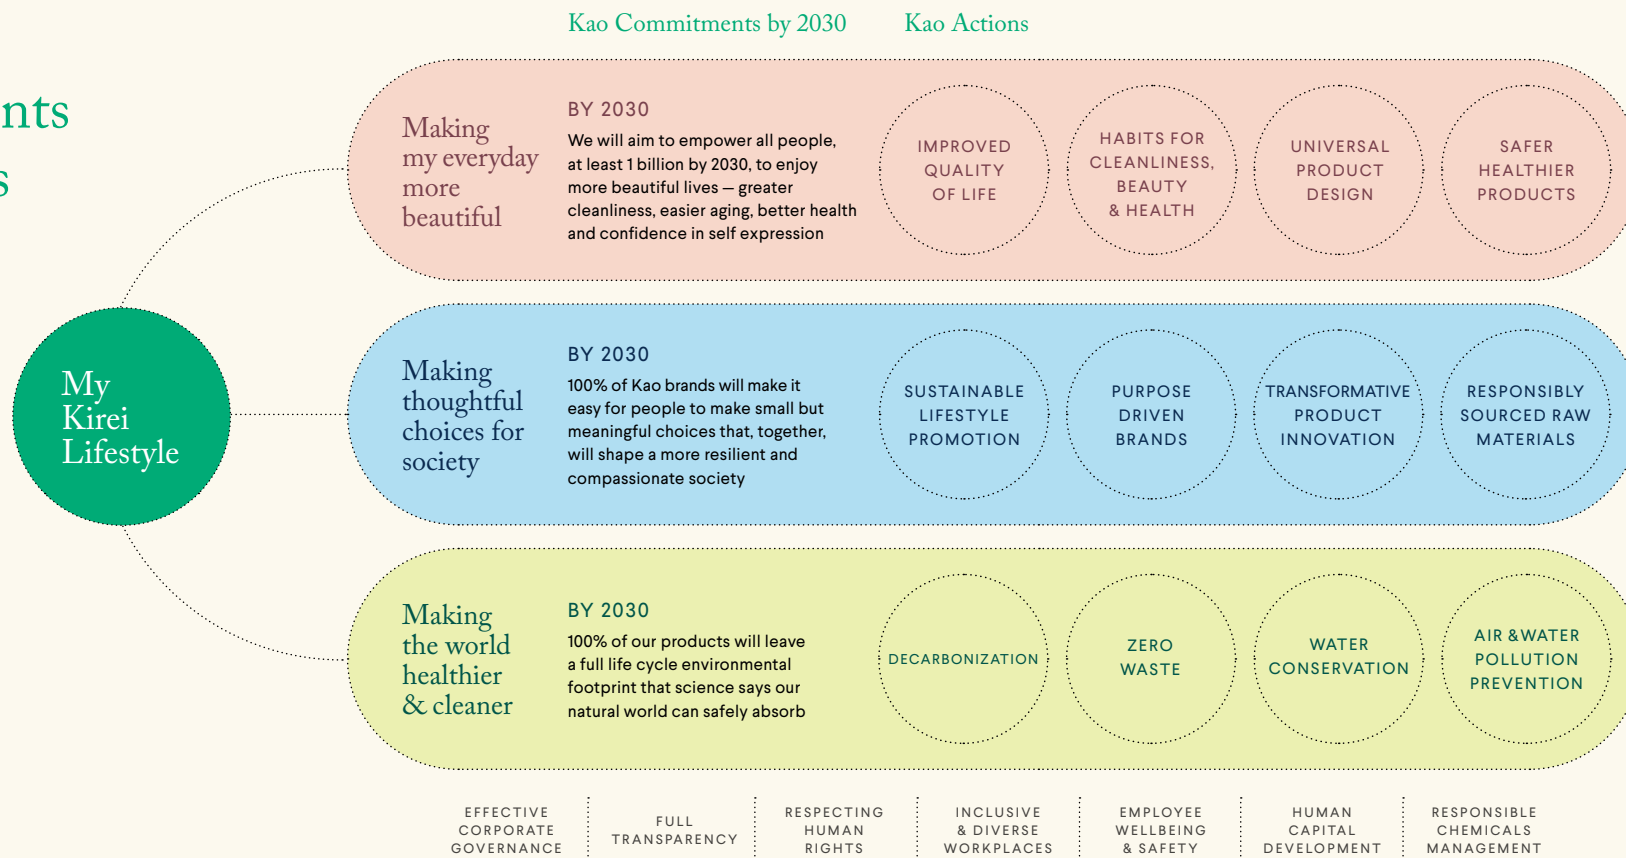 Kao Commitments by 2030
Kao Actions
nts
s
My
Kirei
Lifestyle
Making
my everyday
more
beautiful
BY 2030
We will aim to empower all people,
at least 1 billion by 2030, to enjoy
more beautiful lives — greater
cleanliness, easier aging, better health
and confidence in self expression
IMPROVED
QUALITY
OF LIFE
HABITS FOR
CLEANLINESS,
BEAUTY
& HEALTH
UNIVERSAL
PRODUCT
DESIGN
SAFER
HEALTHIER
PRODUCTS
Making
thoughtful
choices for
society
BY 2030
100% of Kao brands will make it
easy for people to make small but
meaningful choices that, together,
will shape a more resilient and
compassionate society
SUSTAINABLE
LIFESTYLE
PROMOTION
PURPOSE
DRIVEN
BRANDS
TRANSFORMATIVE
PRODUCT
INNOVATION
RESPONSIBLY
SOURCED RAW
MATERIALS
Making
the world
healthier
& cleaner
BY 2030
100% of our products will leave
a full life cycle environmental
footprint that science says our
natural world can safely absorb
DECARBONIZATION
ZERO
WASTE
WATER
CONSERVATION
AIR &WATER
POLLUTION
PREVENTION
EFFECTIVE
CORPORATE
GOVERNANCE
FULL
TRANSPARENCY
RESPECTING
HUMAN
RIGHTS
INCLUSIVE
& DIVERSE
WORKPLACES
EMPLOYEE
WELLBEING
& SAFETY
HUMAN
CAPITAL
DEVELOPMENT
RESPONSIBLE
CHEMICALS
MANAGEMENT